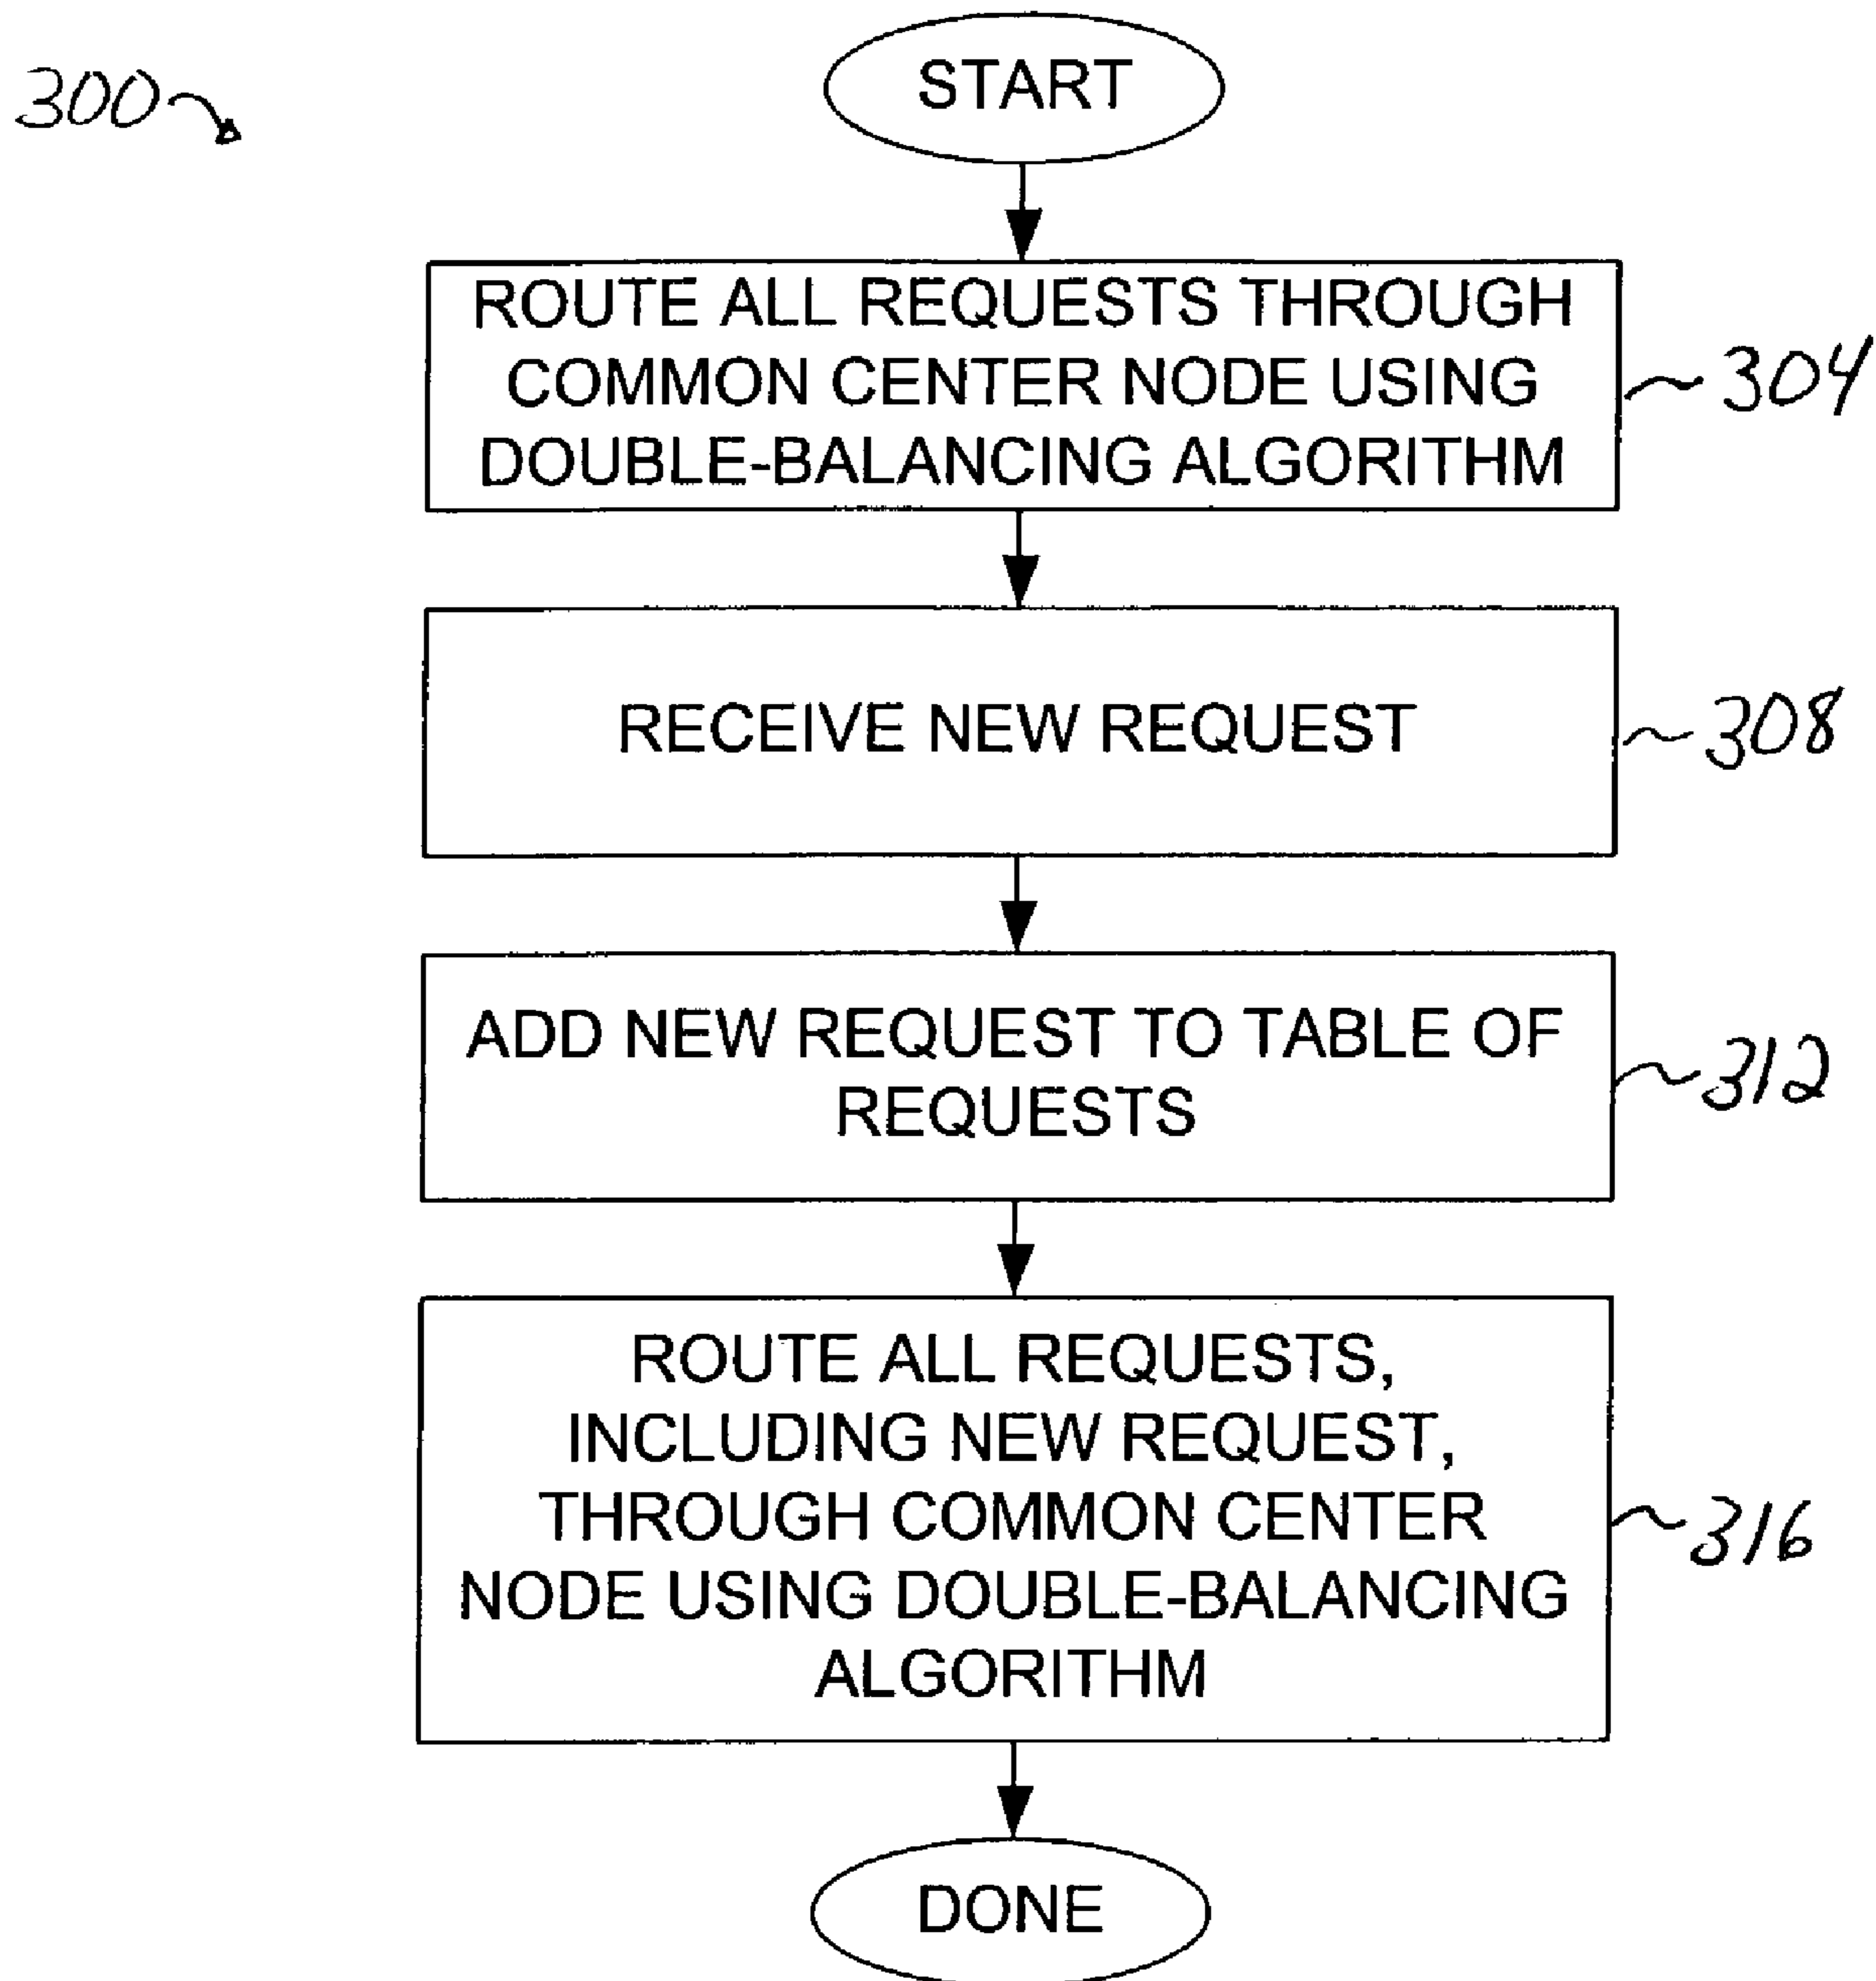 300
START
ROUTE ALL REQUESTS THROUGH
COMMON CENTER NODE USING
DOUBLE-BALANCING ALGORITHM
304
RECEIVE NEW REQUEST
308
ADD NEW REQUEST TO TABLE OF
REQUESTS
312
ROUTE ALL REQUESTS,
INCLUDING NEW REQUEST,
THROUGH COMMON CENTER
NODE USING DOUBLE-BALANCING
ALGORITHM
316
DONE